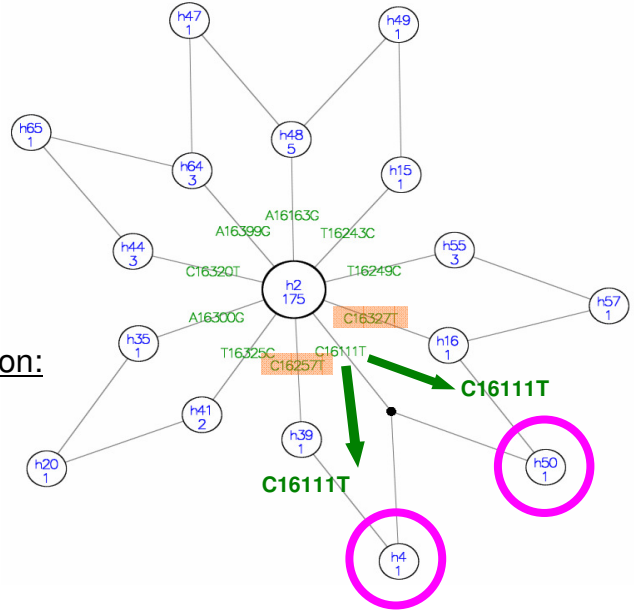 h47
1
h49
1
h65
1
h48
5
h64
3
h15
1
A16163G
A16399G
T16243C
h44
3
h55
3
C16320T
T16249C
h2
175
h57
1
A16300G
C16327T
h35
1
h16
1
T16325C
C16111T
on:
C16257T
C16111T
h41
2
h39
1
h20
1
h50
1
C16111T
h4
1